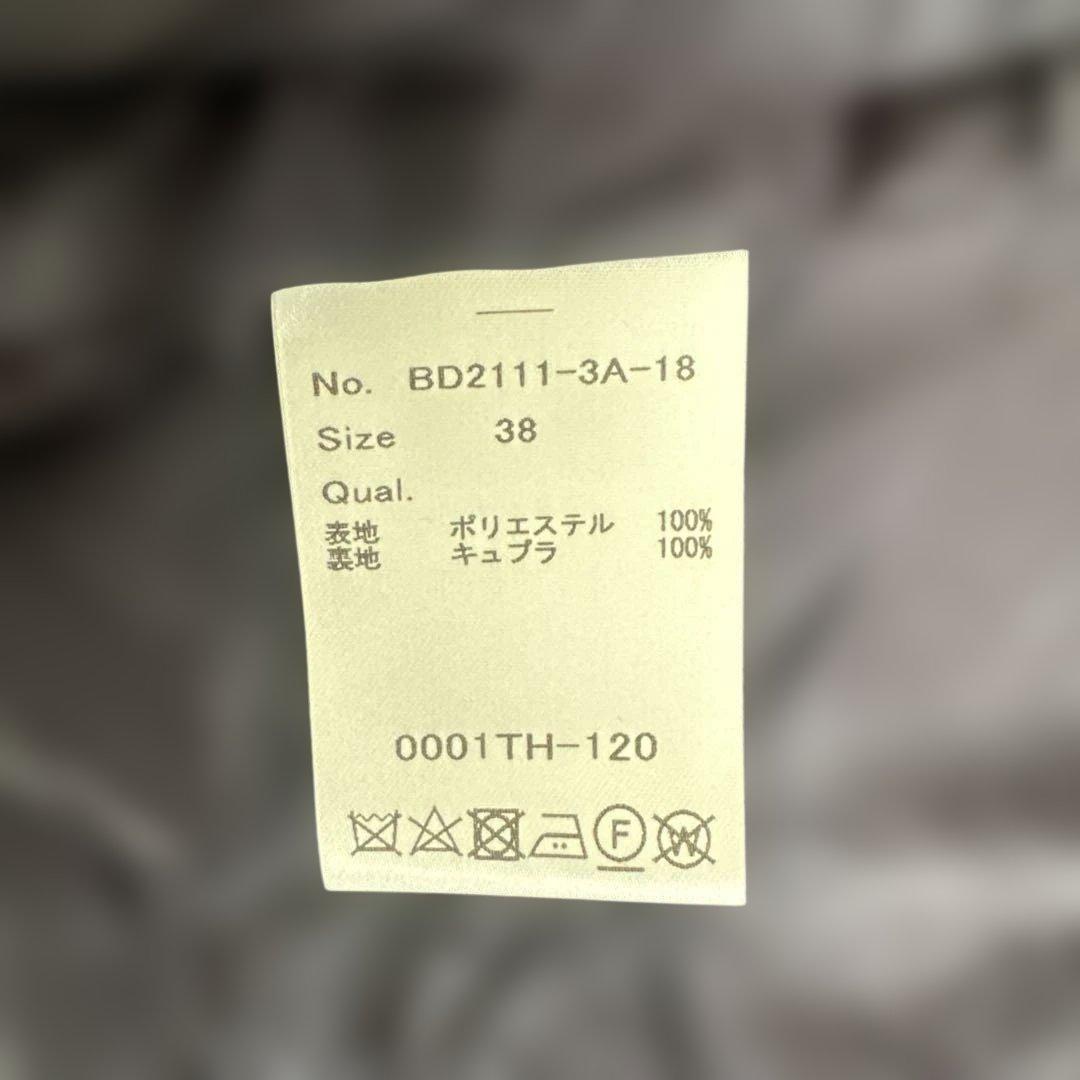 No. BD2111-3A-18
Size 38
Qual.
表地 ポリエステル 100%
裏地 キュプラ 100%
0001TH-120
F W